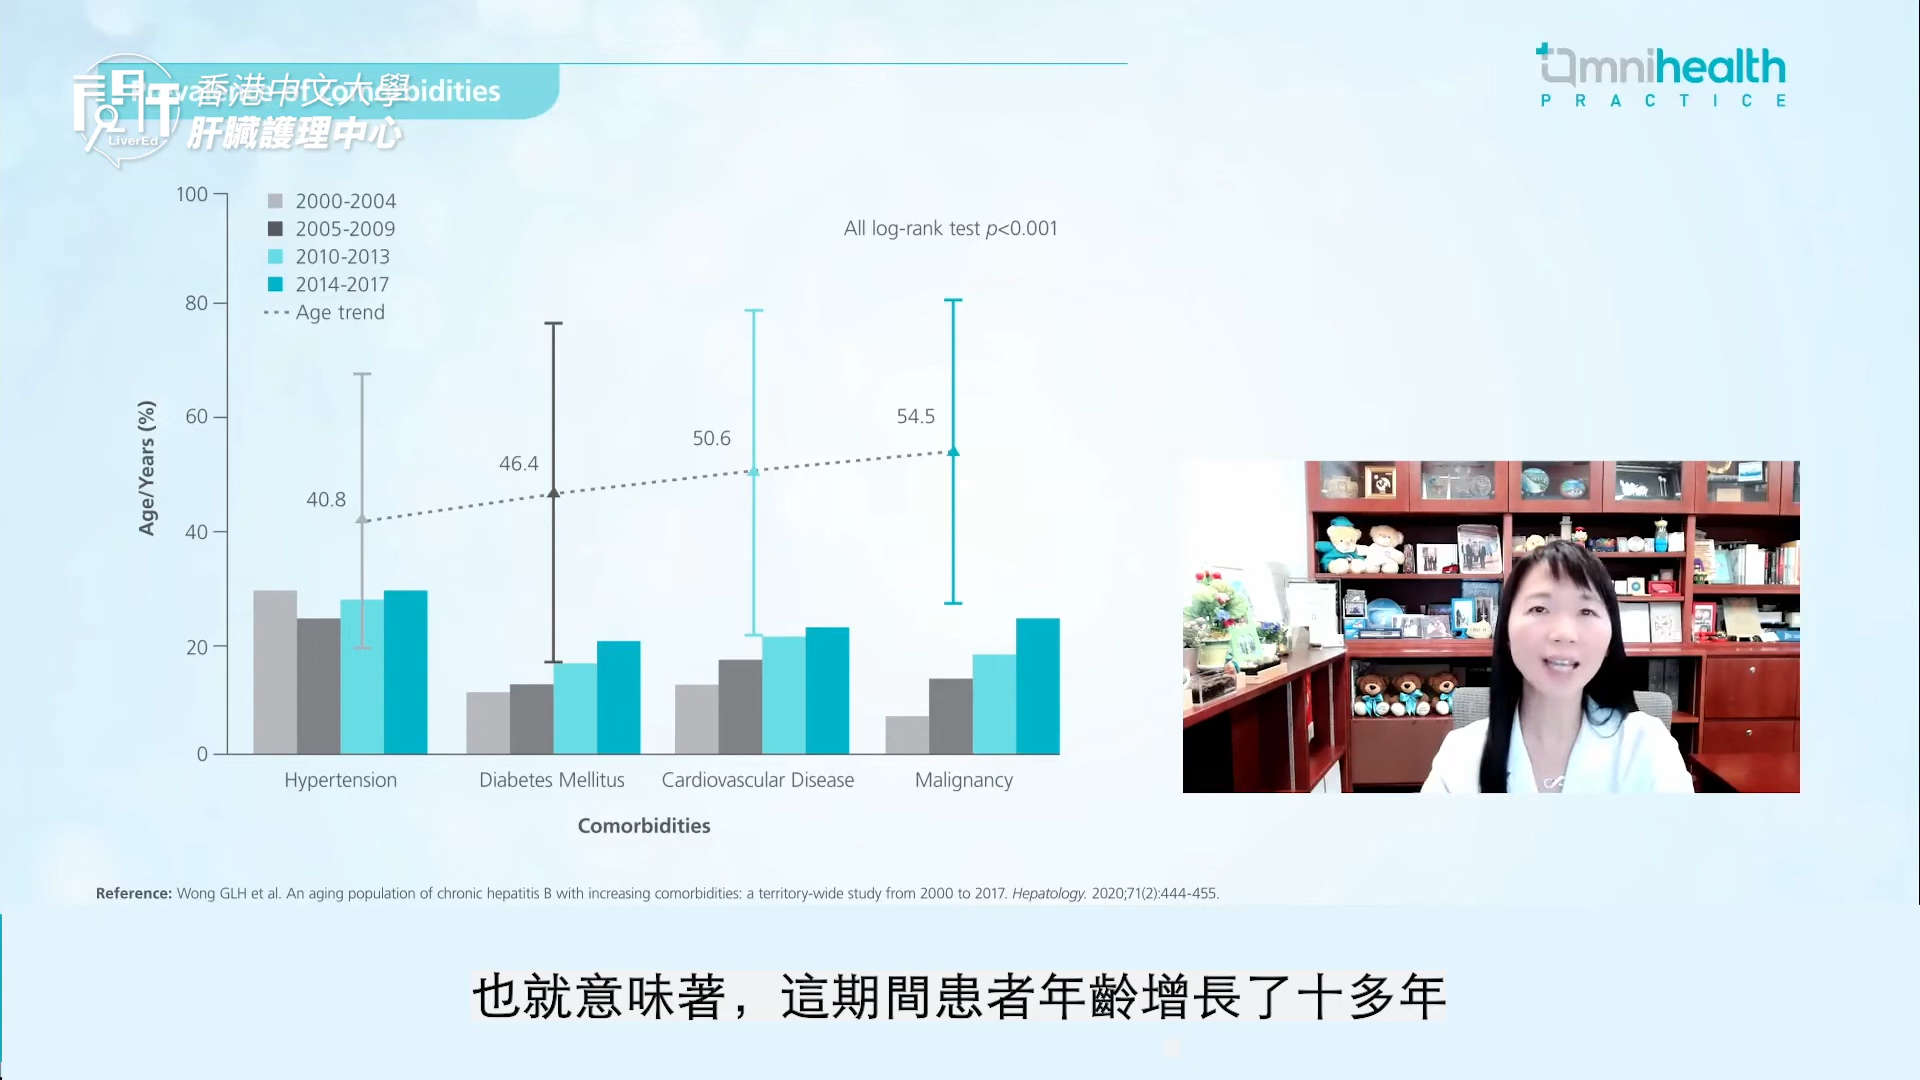 Prevalence of comorbidities
香港中文大學
肝臟護理中心
LiverEd
Omnihealth
PRACTICE
100
80
60
40
20
0
2000-2004
2005-2009
2010-2013
2014-2017
Age trend
All log-rank test p<0.001
40.8
46.4
50.6
54.5
Age/Years (%)
Hypertension
Diabetes Mellitus
Cardiovascular Disease
Malignancy
Comorbidities
Reference: Wong GLH et al. An aging population of chronic hepatitis B with increasing comorbidities: a territory-wide study from 2000 to 2017. Hepatology. 2020;71(2):444-455.
也就意味著，這期間患者年齡增長了十多年